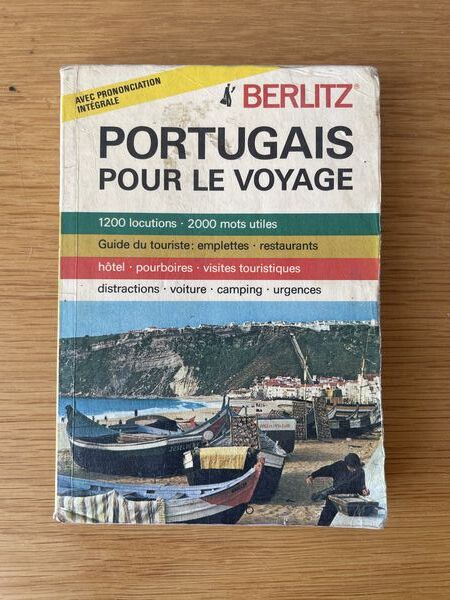 AVEC PRONONCIATION
INTÉGRALE
BERLITZ®
PORTUGAIS
POUR LE VOYAGE
1200 locutions · 2000 mots utiles
Guide du touriste: emplettes · restaurants
hôtel · pourboires · visites touristiques
distractions · voiture · camping · urgences